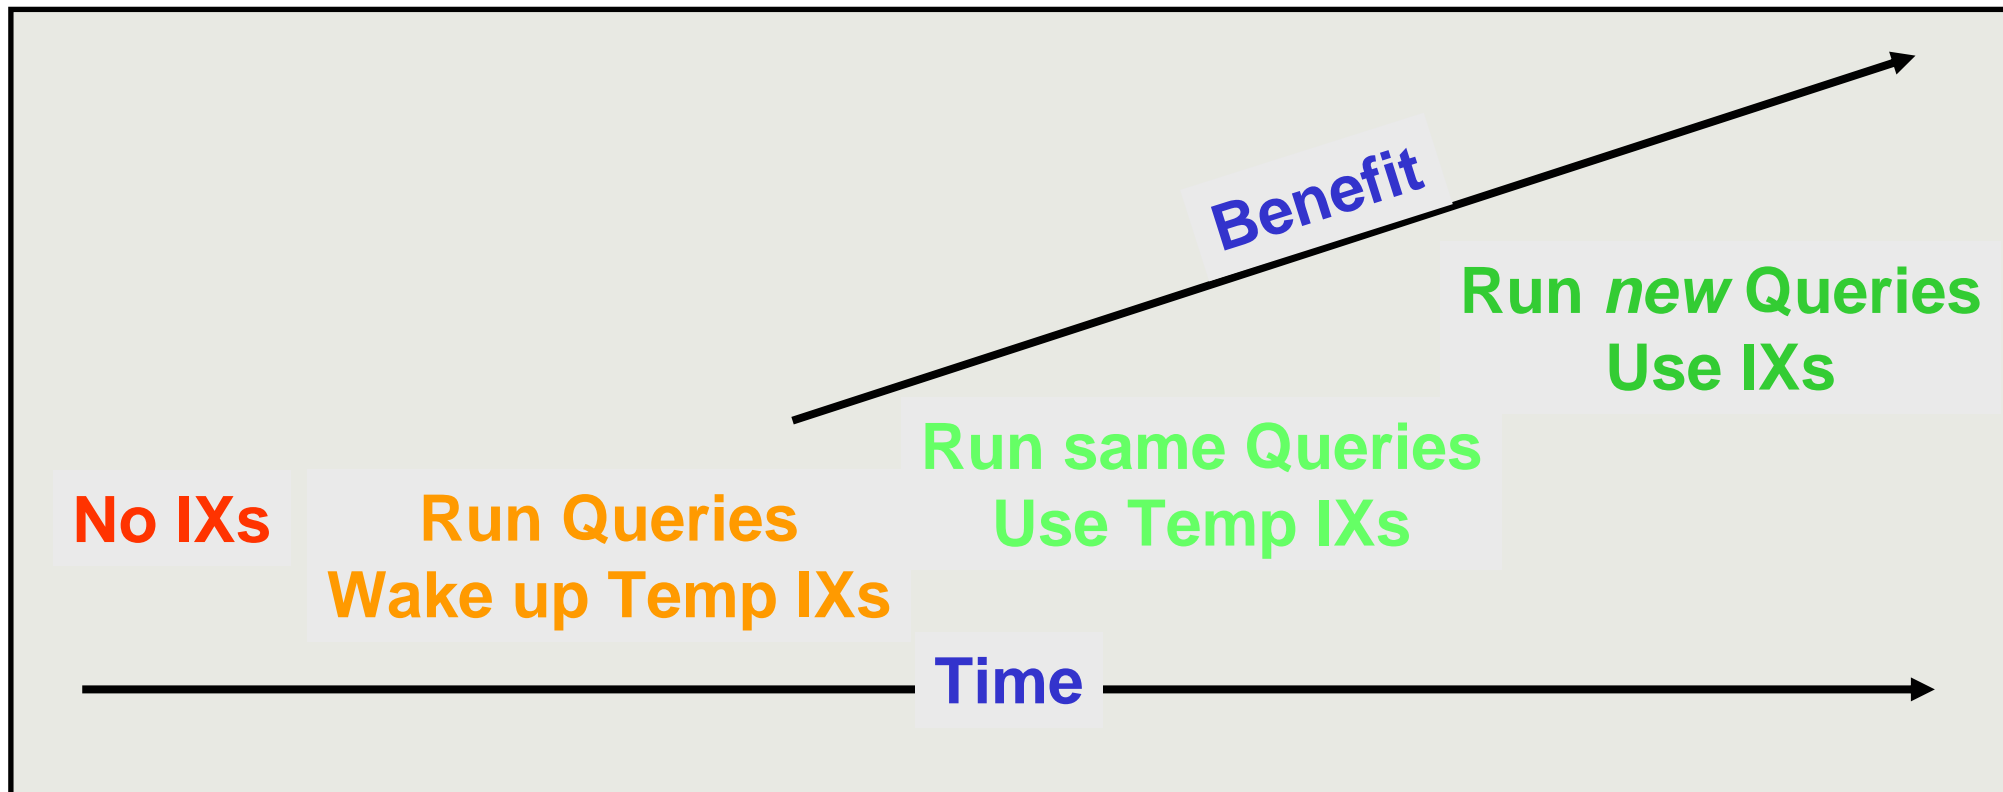 Benefit
Run new Queries
Use IXs
Run same Queries
Use Temp IXs
No IXs
Run Queries
Wake up Temp IXs
Time